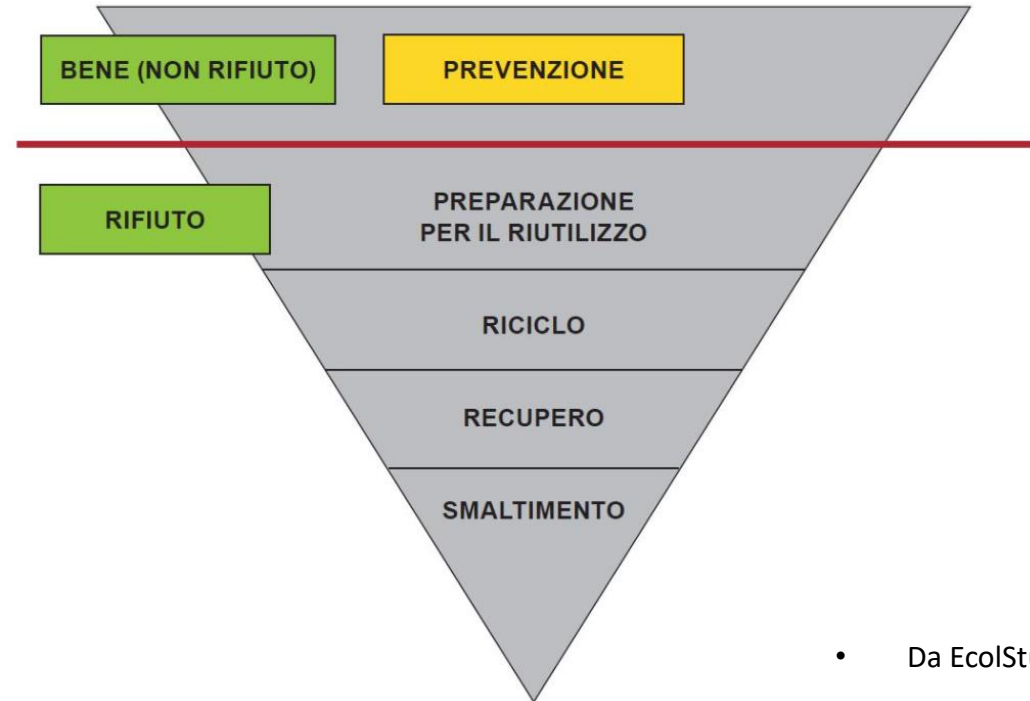 BENE (NON RIFIUTO)
PREVENZIONE
RIFIUTO
PREPARAZIONE
PER IL RIUTILIZZO
RICICLO
RECUPERO
SMALTIMENTO
• Da